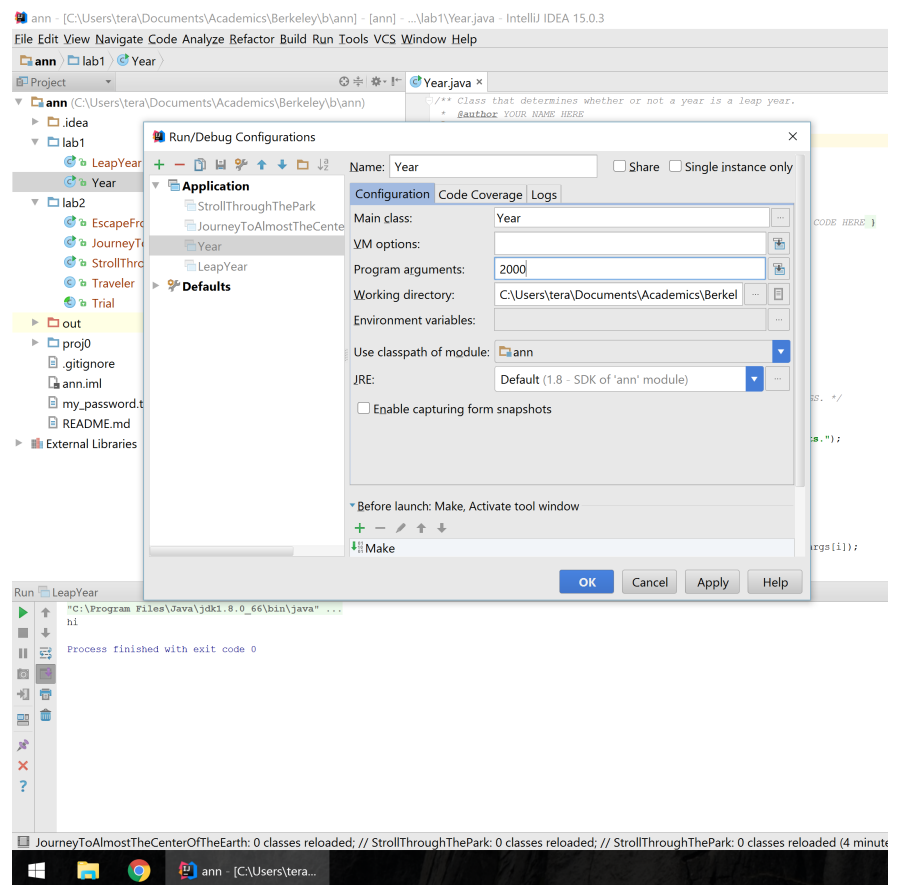 ann - [C:\Users\tera\Documents\Academics\Berkeley\b\ann] - [ann] - ...\lab1\Year.java - IntelliJ IDEA 15.0.3
File Edit View Navigate Code Analyze Refactor Build Run Tools VCS Window Help
ann lab1 Year
Project
Year.java ×
ann (C:\Users\tera\Documents\Academics\Berkeley\b\ann)
/** Class that determines whether or not a year is a leap year.
.idea
* @author YOUR NAME HERE
lab1
LeapYear
Year
lab2
EscapeFro
JourneyTo
StrollThro
Traveler
Trial
out
proj0
.gitignore
ann.iml
my_password.t
README.md
External Libraries
Run/Debug Configurations
Name: Year Share Single instance only
Application
StrollThroughThePark
JourneyToAlmostTheCente
Year
LeapYear
Defaults
Configuration Code Coverage Logs
Main class: Year ...
VM options:
Program arguments: 2000
Working directory: C:\Users\tera\Documents\Academics\Berkel ...
Environment variables: ...
Use classpath of module: ann
JRE: Default (1.8 - SDK of 'ann' module) ...
Enable capturing form snapshots
Before launch: Make, Activate tool window
Make
OK Cancel Apply Help
CODE HERE }
SS. */
ts.");
rgs[i]);
Run LeapYear
"C:\Program Files\Java\jdk1.8.0_66\bin\java" ...
hi
Process finished with exit code 0
JourneyToAlmostTheCenterOfTheEarth: 0 classes reloaded; // StrollThroughThePark: 0 classes reloaded; // StrollThroughThePark: 0 classes reloaded (4 minute
ann - [C:\Users\tera...